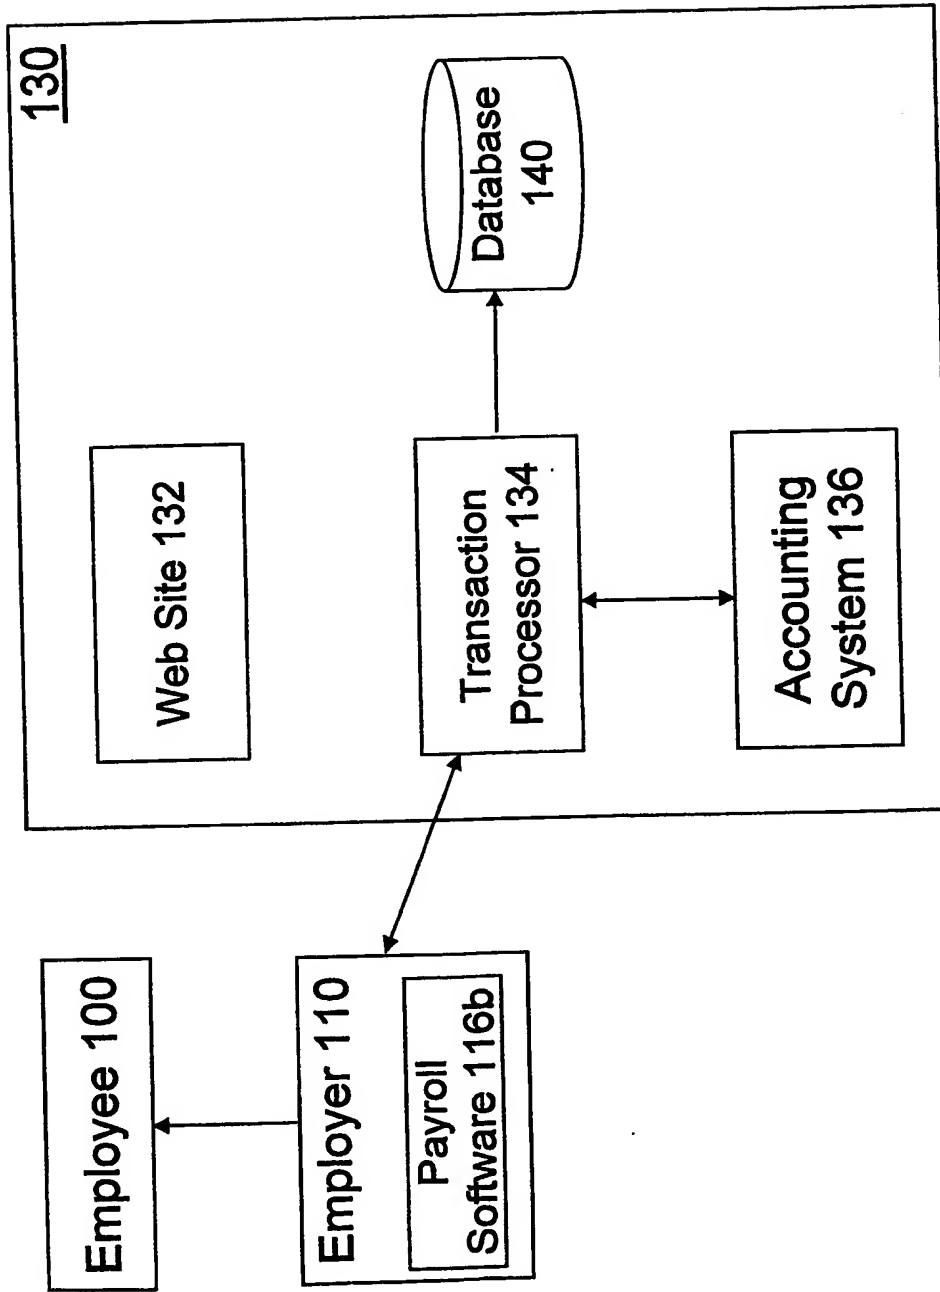 130
Employee 100
Web Site 132
Employer 110
Payroll
Software 116b
Transaction
Processor 134
Database
140
Accounting
System 136